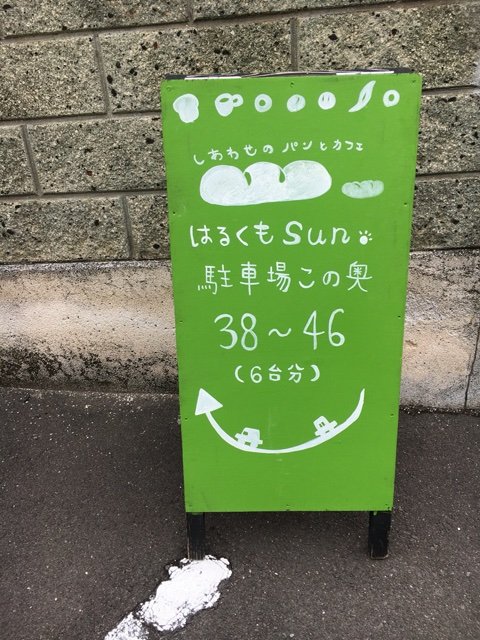 しあわせの パンとカフェ
はるくもsun
駐車場この奥
38～46
(6台分)